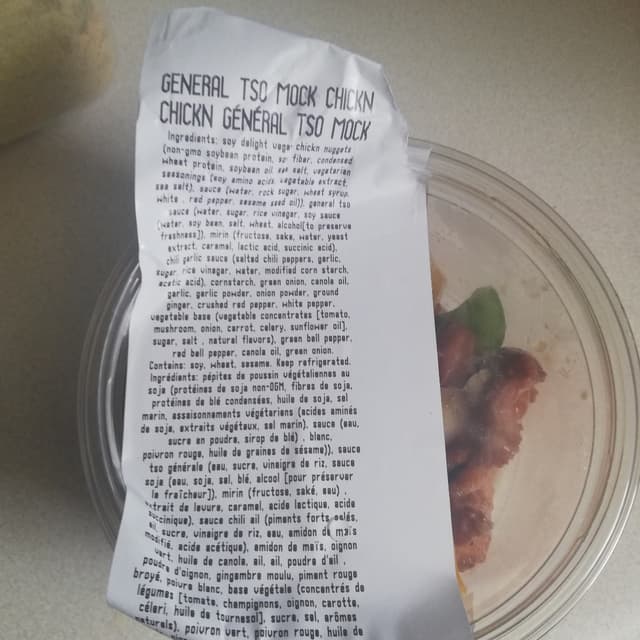 GENERAL TSO MOCK CHICKN
CHICKN GÉNÉRAL TSO MOCK
Ingredients: soy delight vege chickn nuggets
(non-gmo soybean protein, soy fiber, condensed
wheat protein, soybean oil, sea salt, vegetarian
seasonings [soy amino acids, vegetable extract,
sea salt), sauce (water, rock sugar, wheat syrup,
white, red pepper, sesame seed oil)), general tso
sauce (water, sugar, rice vinegar, soy sauce
(water, soy bean, salt, wheat, alcohol[to preserve
freshness]), mirin (fructose, sake, water, yeast
extract, caramel, lactic acid, succinic acid),
chili garlic sauce (salted chili peppers, garlic,
sugar, rice vinegar, water, modified corn starch,
acetic acid), cornstarch, green onion, canola oil,
garlic, garlic powder, onion powder, ground
ginger, crushed red pepper, white pepper,
vegetable base (vegetable concentrates [tomato,
mushroom, onion, carrot, celery, sunflower oil],
sugar, salt , natural flavors), green bell pepper,
red bell pepper, canola oil, green onion.
Contains: soy, wheat, sesame. Keep refrigerated.
Ingrédients: pépites de poussin végétaliennes au
soja (protéines de soja non-OGM, fibres de soja,
protéines de blé condensées, huile de soja, sel
marin, assaisonnements végétariens (acides aminés
de soja, extraits végétaux, sel marin), sauce (eau,
sucre en poudre, sirop de blé) , blanc,
poivron rouge, huile de graines de sésame)), sauce
tso générale (eau, sucre, vinaigre de riz, sauce
soja (eau, soja, sel, blé, alcool [pour préserver
la fraîcheur]), mirin (fructose, saké, eau) ,
extrait de levure, caramel, acide lactique, acide
succinique), sauce chili ail (piments forts salés,
ail, sucre, vinaigre de riz, eau, amidon de maïs
modifié, acide acétique), amidon de maïs, oignon
vert, huile de canola, ail, ail, poudre d'ail ,
poudre d'oignon, gingembre moulu, piment rouge
broyé, poivre blanc, base végétale (concentrés de
légumes [tomate, champignons, oignon, carotte,
céleri, huile de tournesol], sucre, sel, arômes
naturels), poivron vert, poivron rouge, huile de